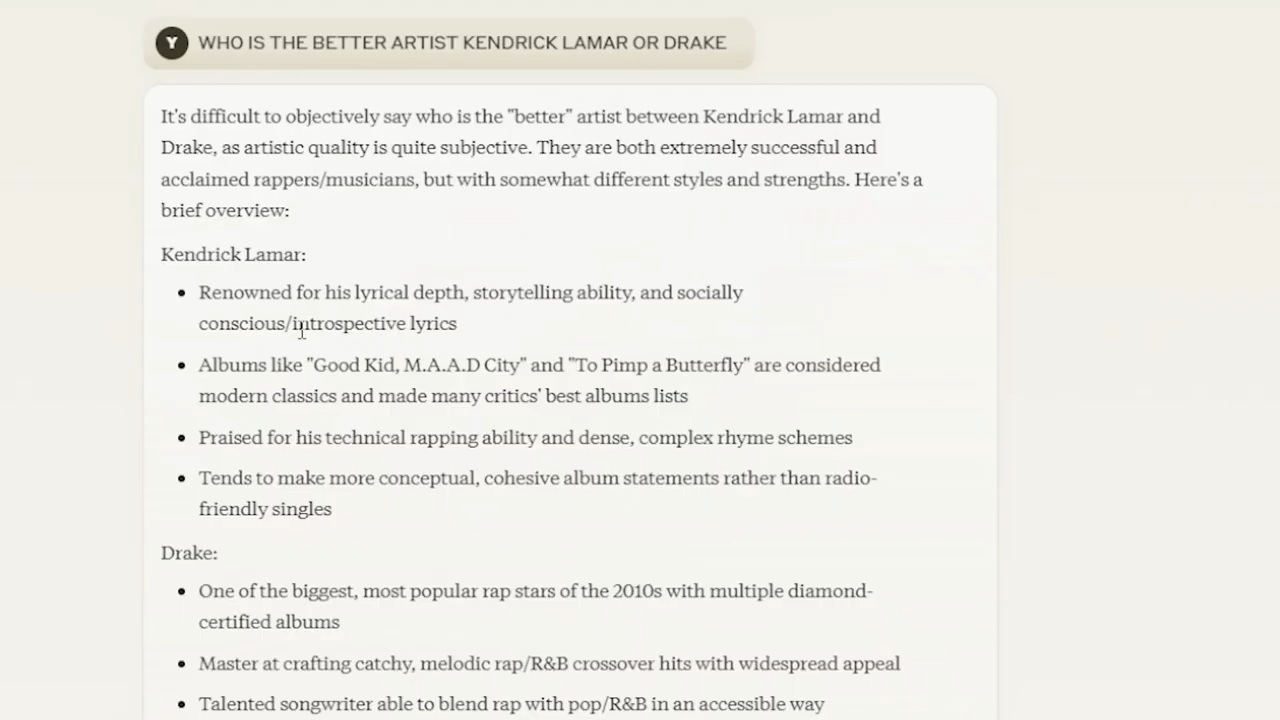 Y WHO IS THE BETTER ARTIST KENDRICK LAMAR OR DRAKE
It's difficult to objectively say who is the "better" artist between Kendrick Lamar and
Drake, as artistic quality is quite subjective. They are both extremely successful and
acclaimed rappers/musicians, but with somewhat different styles and strengths. Here's a
brief overview:
Kendrick Lamar:
• Renowned for his lyrical depth, storytelling ability, and socially
conscious/introspective lyrics
• Albums like "Good Kid, M.A.A.D City" and "To Pimp a Butterfly" are considered
modern classics and made many critics' best albums lists
• Praised for his technical rapping ability and dense, complex rhyme schemes
• Tends to make more conceptual, cohesive album statements rather than radio-
friendly singles
Drake:
• One of the biggest, most popular rap stars of the 2010s with multiple diamond-
certified albums
• Master at crafting catchy, melodic rap/R&B crossover hits with widespread appeal
• Talented songwriter able to blend rap with pop/R&B in an accessible way